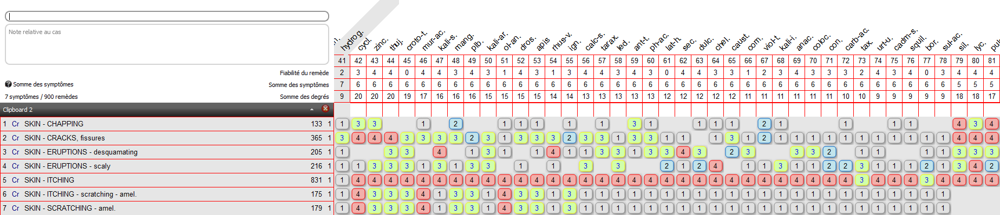 Note relative au cas
hydrog. cycl. zinc. thuj. croto-t. mur-ac. kali-s. mang. plb. kali-ar. ol-an. dros. apis rhus-v. ign. calc-s. tarax. led. ant-t. ph-ac. lat-h. sec. dulc. chel. caust. com. viol-t. kali-i. anac. coloc. con. carb-ac. tax. urt-u. cadm-s. squil. bor. sul-ac. sil. lyc. puls
41 42 43 44 45 46 47 48 49 50 51 52 53 54 55 56 57 58 59 60 61 62 63 64 65 66 67 68 69 70 71 72 73 74 75 76 77 78 79 80 81
Fiabilité du remède 2 3 4 4 0 4 4 3 4 3 1 4 3 1 3 4 4 3 4 3 0 4 4 3 3 1 2 3 4 3 3 3 2 4 3 4 0 3 4 4 4
Somme des symptômes Somme des symptômes 7 6 6 6 6 6 6 6 6 6 6 6 6 6 6 6 6 6 6 6 6 6 6 6 6 6 6 6 6 6 6 6 6 6 6 6 6 6 5 5 5
7 symptômes / 900 remèdes Somme des degrés 9 20 20 20 19 17 16 16 16 15 15 15 15 14 14 13 13 13 13 13 12 12 12 12 12 11 11 11 11 11 11 10 10 9 9 9 9 9 18 18 17
Clipboard 2
1 Cr SKIN - CHAPPING 133 1 1 3 3 1 2 1 1 1 1 1 3 1 1 1 1 2 1 1 1 1 4 3 4
2 Cr SKIN - CRACKS, fissures 365 1 3 4 4 4 3 3 3 3 2 3 1 3 3 3 2 3 3 1 3 3 1 1 1 3 1 2 1 1 1 1 1 1 1 1 1 1 1 4 4 4
3 Cr SKIN - ERUPTIONS - desquamating 205 1 1 3 3 4 1 3 1 1 4 1 3 3 1 3 3 4 3 2 3 3 3 2 1 1 1 1 3 3 3
4 Cr SKIN - ERUPTIONS - scaly 216 1 1 1 3 3 3 1 3 1 3 3 1 1 3 3 2 1 2 4 3 1 1 2 2 3 1 1 1 2 1 3 4 2
5 Cr SKIN - ITCHING 831 1 1 4 4 4 4 4 4 4 4 4 4 4 4 4 4 4 4 4 4 4 4 4 4 4 4 4 4 4 4 4 4 4 3 4 4 4 3 4 4 4 4
6 Cr SKIN - ITCHING - scratching - amel. 175 1 1 4 3 3 3 4 1 3 3 1 4 3 3 1 3 1 1 1 1 1 1 1 1 1 1 1 1 1 1 1 1 1 1 1 1 1 1 1
7 Cr SKIN - SCRATCHING - amel. 179 1 1 4 3 3 3 4 1 3 3 1 4 3 3 1 3 1 1 1 1 1 1 1 1 1 1 1 1 1 1 1 1 1 1 1 1 1 1 1